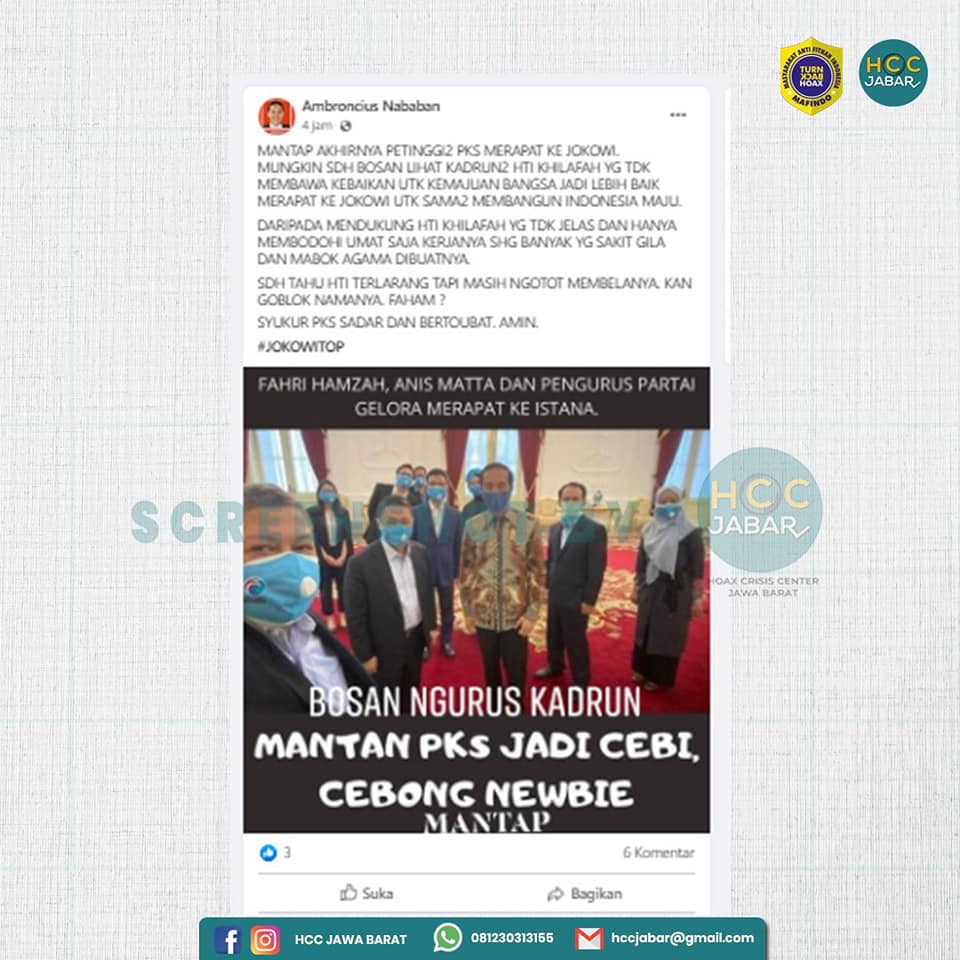 MASYARAKAT ANTI FITNAH INDONESIA
TURN
BACK
HOAX
MAFINDO
HOC
JABAR
Ambroncius Nababan
4 jam
MANTAP AKHIRNYA PETINGGI2 PKS MERAPAT KE JOKOWI.
MUNGKIN SDH BOSAN LIHAT KADRUN2 HTI KHILAFAH YG TDK
MEMBAWA KEBAIKAN UTK KEMAJUAN BANGSA JADI LEBIH BAIK
MERAPAT KE JOKOWI UTK SAMA2 MEMBANGUN INDONESIA MAJU.
DARIPADA MENDUKUNG HTI KHILAFAH YG TDK JELAS DAN HANYA
MEMBODOHI UMAT SAJA KERJANYA SHG BANYAK YG SAKIT GILA
DAN MABOK AGAMA DIBUATNYA.
SDH TAHU HTI TERLARANG TAPI MASIH NGOTOT MEMBELANYA. KAN
GOBLOK NAMANYA. FAHAM ?
SYUKUR PKS SADAR DAN BERTOUBAT. AMIN.
#JOKOWITOP
FAHRI HAMZAH, ANIS MATTA DAN PENGURUS PARTAI
GELORA MERAPAT KE ISTANA.
HCC
JABAR
HOAX CRISIS CENTER
JAWA BARAT
BOSAN NGURUS KADRUN
MANTAN PKS JADI CEBI,
CEBONG NEWBIE
MANTAP
3
6 Komentar
Suka
Bagikan
HCC JAWA BARAT
081230313155
hccjabar@gmail.com